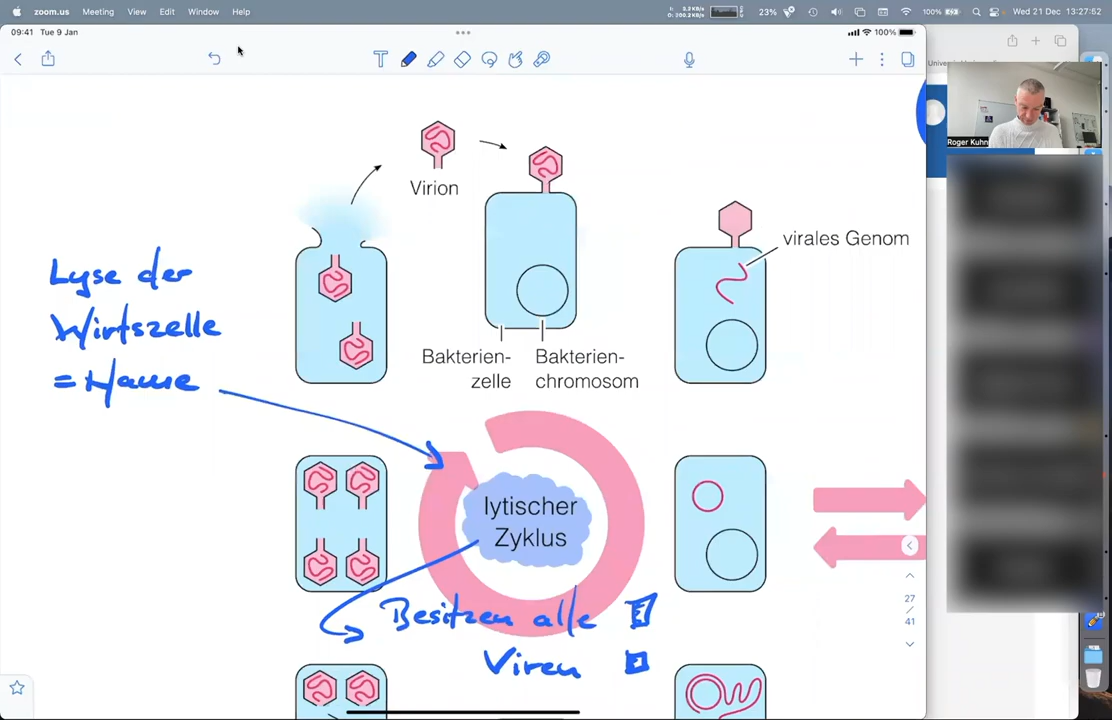 zoom.us Meeting View Edit Window Help
23%
100%
Wed 21 Dec 13:27:52
09:41 Tue 9 Jan
100%
T
Roger Kuhn
Virion
virales Genom
Lyse der
Wirtszelle
Bakterien-
zelle
Bakterien-
chromosom
lytischer
Zyklus
Besitzen alle
Viren
27
/
41